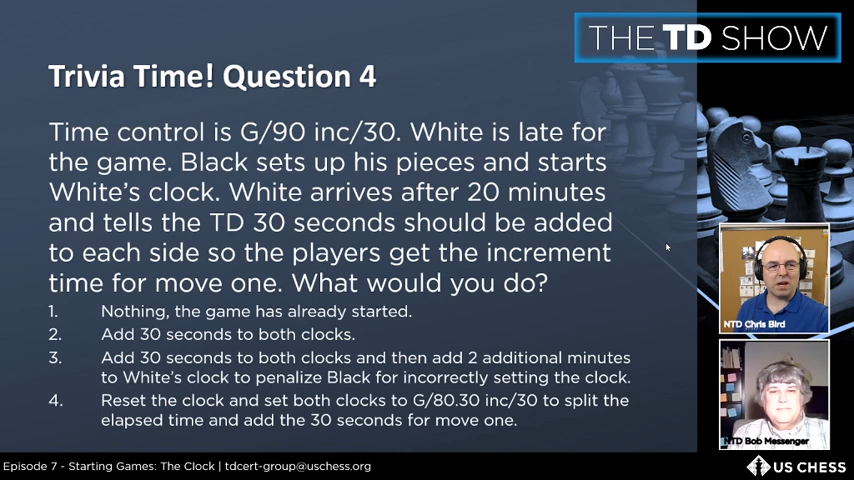 THE TD SHOW
Trivia Time! Question 4
Time control is G/90 inc/30. White is late for
the game. Black sets up his pieces and starts
White's clock. White arrives after 20 minutes
and tells the TD 30 seconds should be added
to each side so the players get the increment
time for move one. What would you do?
1. Nothing, the game has already started.
2. Add 30 seconds to both clocks.
3. Add 30 seconds to both clocks and then add 2 additional minutes
to White's clock to penalize Black for incorrectly setting the clock.
4. Reset the clock and set both clocks to G/80.30 inc/30 to split the
elapsed time and add the 30 seconds for move one.
NTD Chris Bird
NTD Bob Messenger
Episode 7 - Starting Games: The Clock | tdcert-group@uschess.org
US CHESS